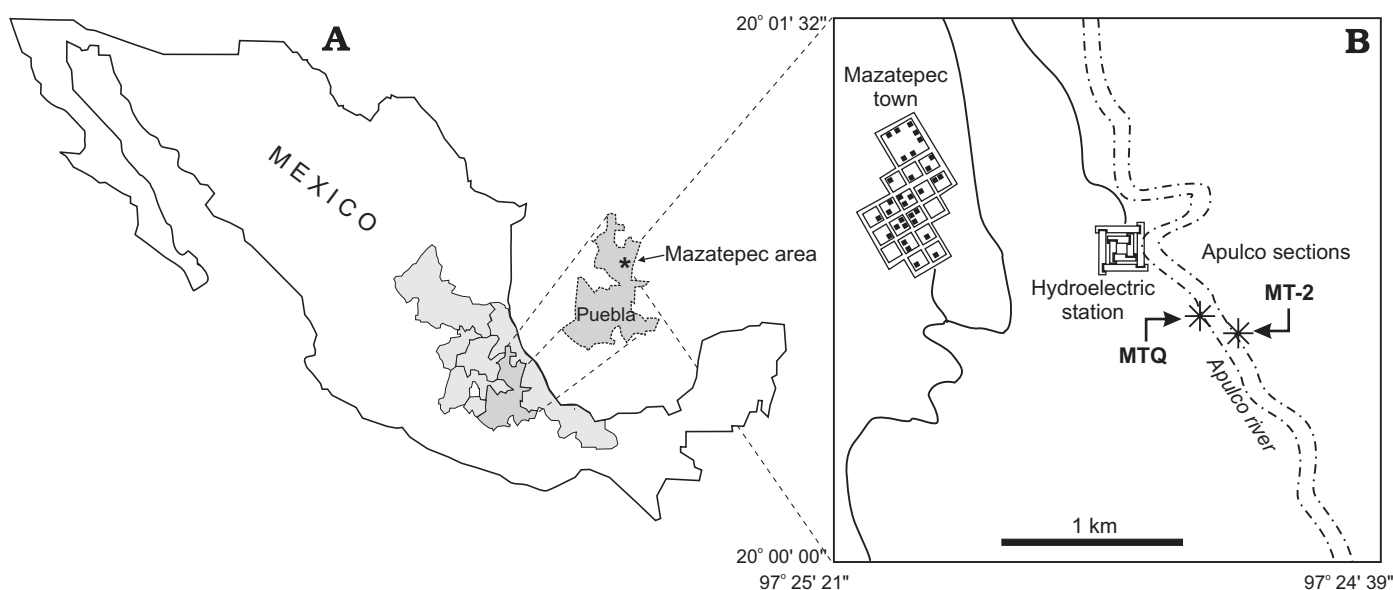 A
MEXICO
Mazatepec area
*
Puebla
20° 01' 32"
B
Mazatepec
town
Apulco sections
Hydroelectric
station
MT-2
MTQ
Apulco river
1 km
20° 00' 00"
97° 25' 21"
97° 24' 39"